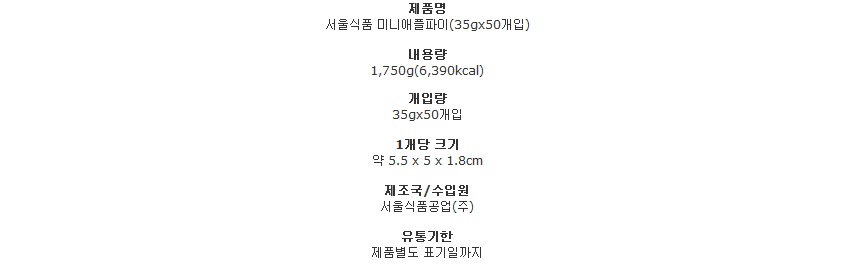 제품명
서울식품 미니애플파이(35gx50개입)
내용량
1,750g(6,390kcal)
개입량
35gx50개입
1개당 크기
약 5.5 x 5 x 1.8cm
제조국/수입원
서울식품공업(주)
유통기한
제품별도 표기일까지